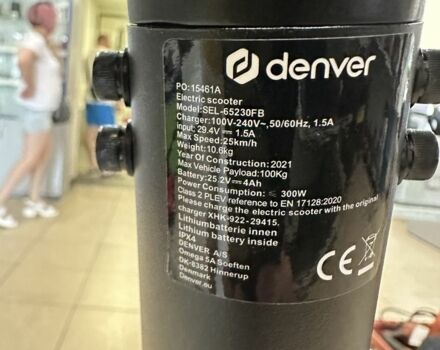 denver
PO:15461A
Electric scooter
Model:SEL-65230FB
Charger:100V-240V~,50/60Hz, 1.5A
input: 29.4V⎓1.5A
Max Speed:25km/h
Weight:10.6kg
Year Of Construction:2021
Max Vehicle Payload:100Kg
Battery:25.2V⎓4Ah
Power Consumption: ≤ 300W
Class 2 PLEV reference to EN 17128:2020
Please charge the electric scooter with the original
charger XHK-922-29415.
Lithiumbatterie innen
Lithium battery inside
IPX4
DENVER A/S
Omega 5A Soeften
DK-8382 Hinnerup
Denmark
Denver.eu
CE